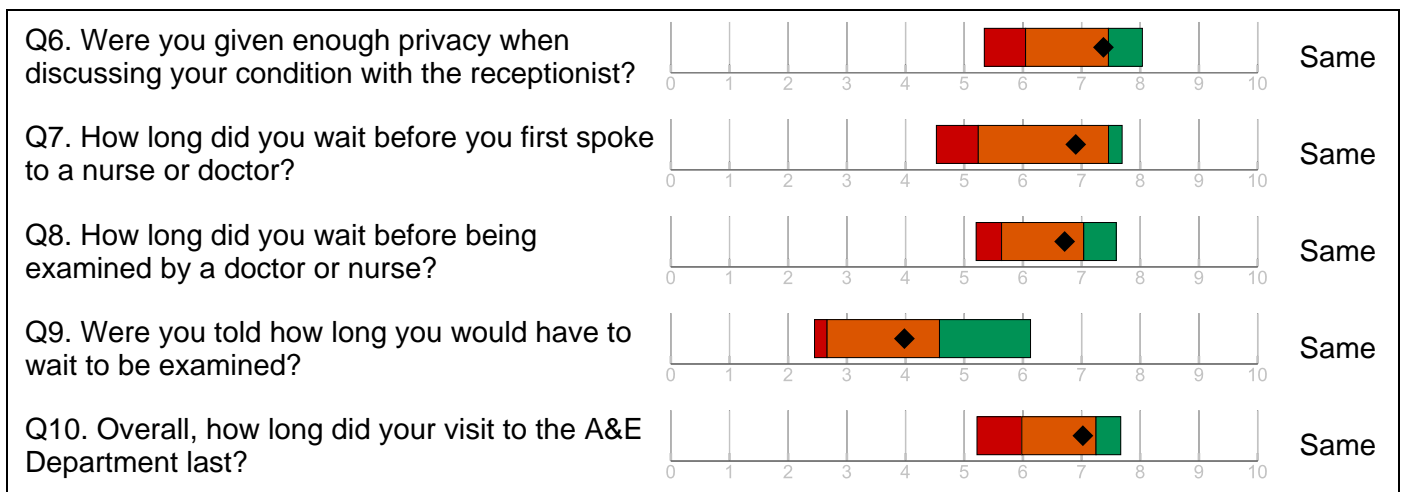 Q6. Were you given enough privacy when
discussing your condition with the receptionist?
0 1 2 3 4 5 6 7 8 9 10
Same
Q7. How long did you wait before you first spoke
to a nurse or doctor?
0 1 2 3 4 5 6 7 8 9 10
Same
Q8. How long did you wait before being
examined by a doctor or nurse?
0 1 2 3 4 5 6 7 8 9 10
Same
Q9. Were you told how long you would have to
wait to be examined?
0 1 2 3 4 5 6 7 8 9 10
Same
Q10. Overall, how long did your visit to the A&E
Department last?
0 1 2 3 4 5 6 7 8 9 10
Same